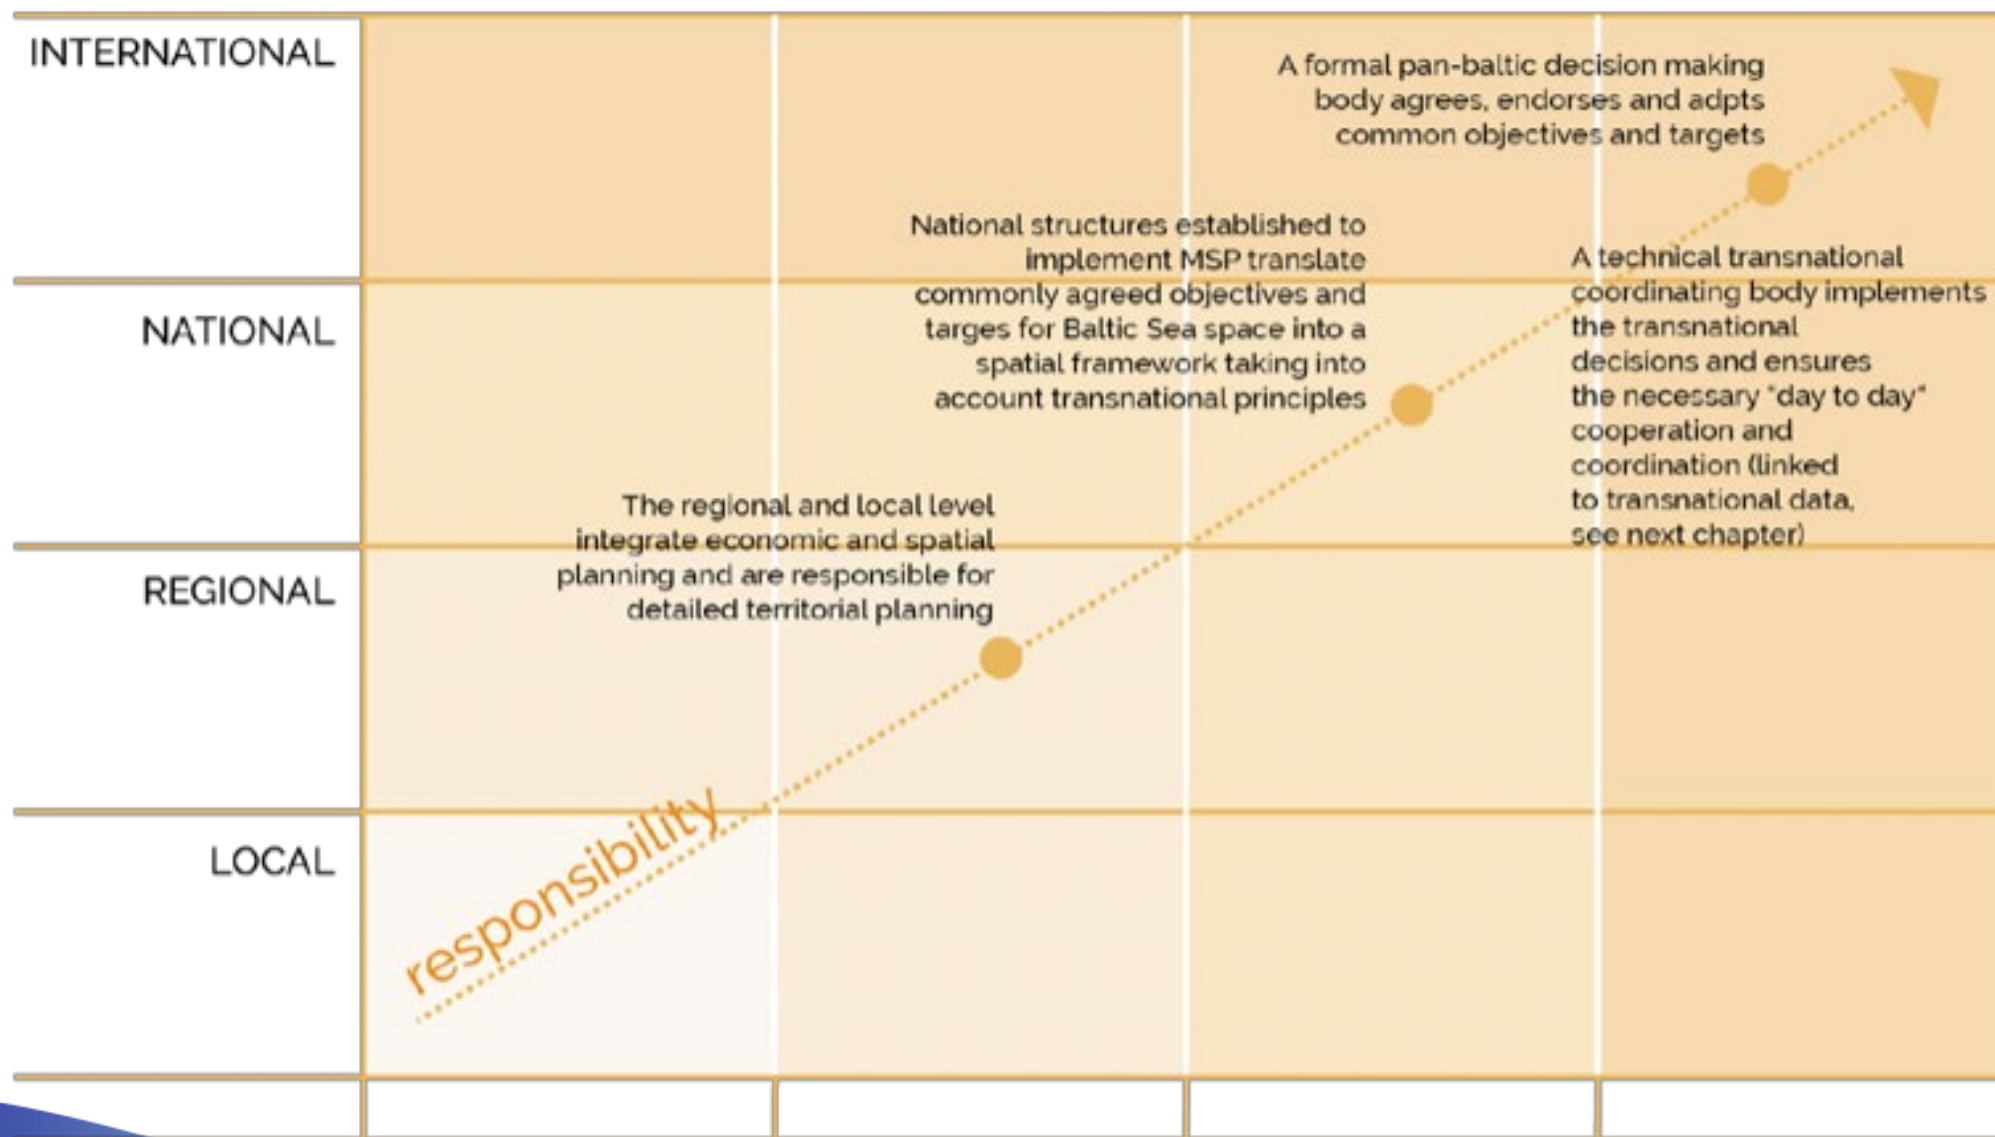 INTERNATIONAL
A formal pan-baltic decision making
body agrees, endorses and adpts
common objectives and targets
National structures established to
implement MSP translate
commonly agreed objectives and
targes for Baltic Sea space into a
spatial framework taking into
account transnational principles
A technical transnational
coordinating body implements
the transnational
decisions and ensures
the necessary "day to day"
cooperation and
coordination (linked
to transnational data,
see next chapter)
NATIONAL
The regional and local level
integrate economic and spatial
planning and are responsible for
detailed territorial planning
REGIONAL
responsibility
LOCAL